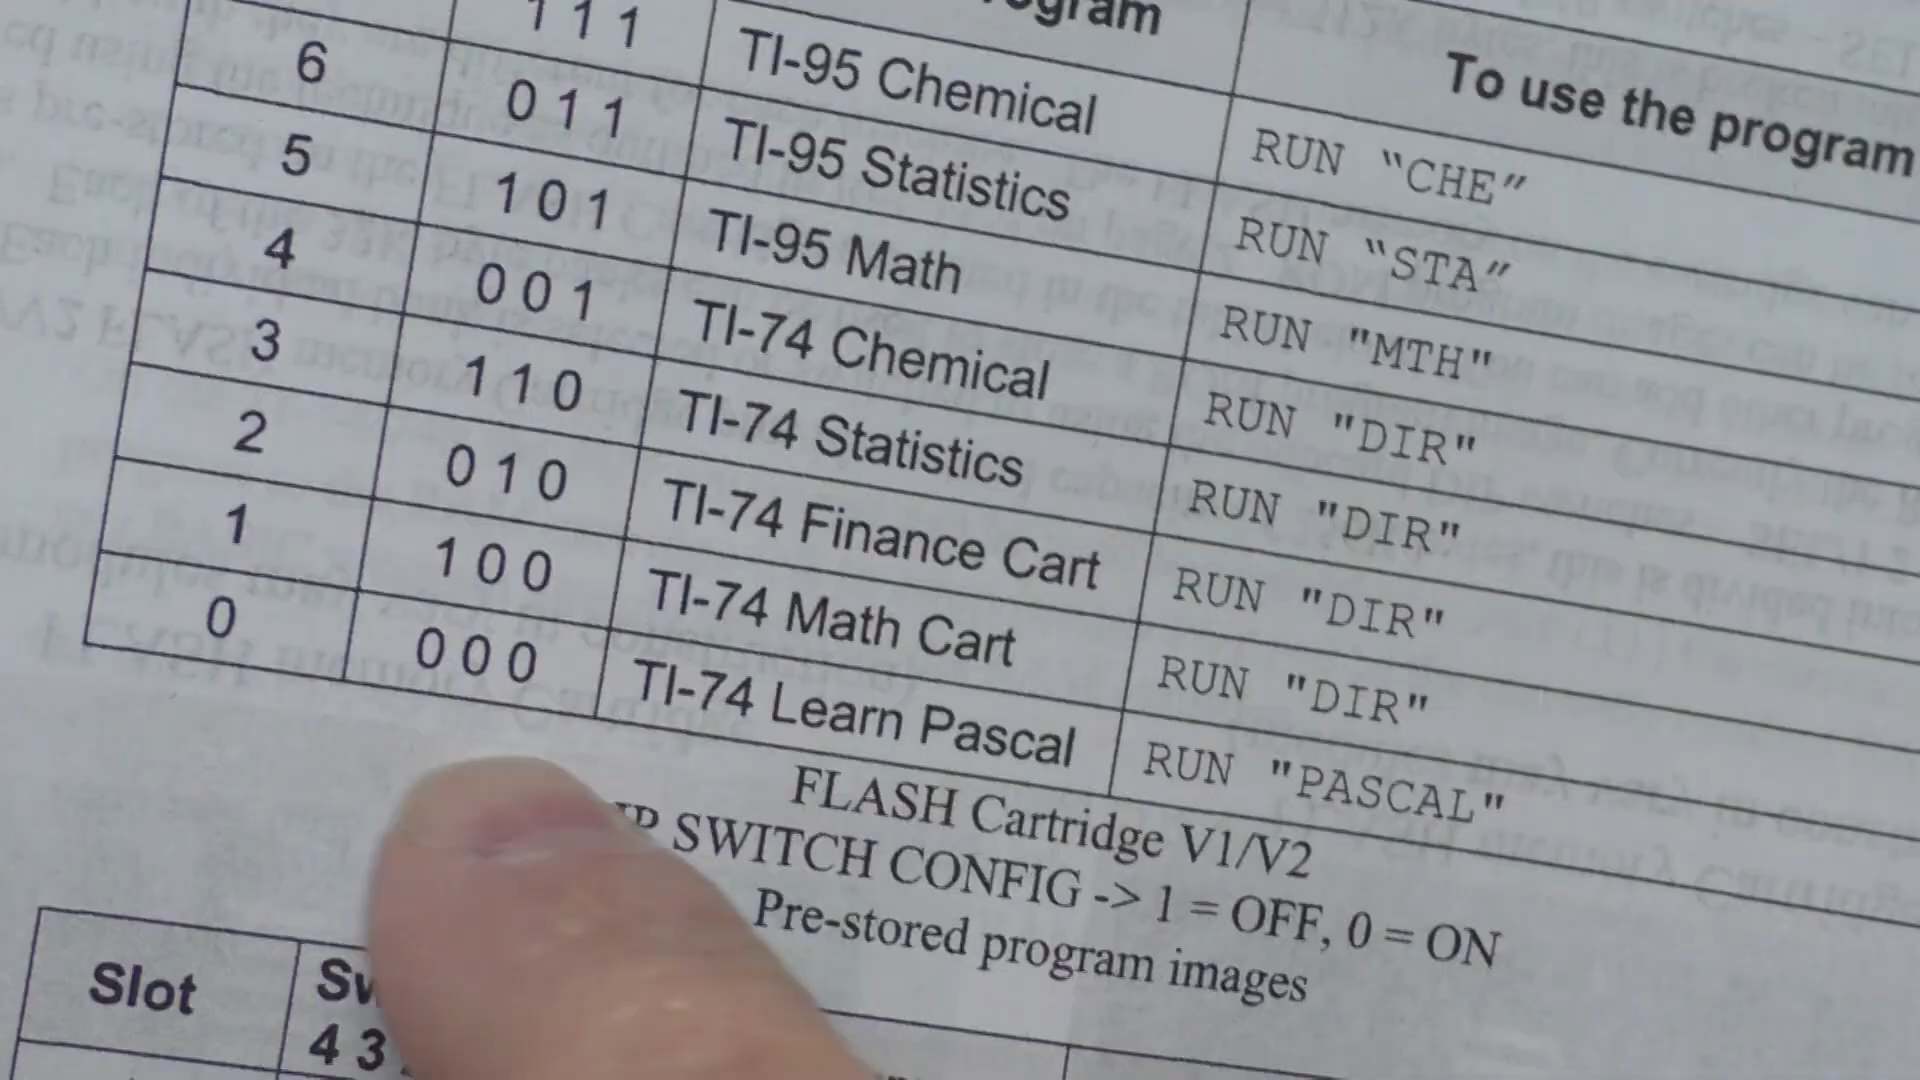 To use the program
1 1 1 TI-95 Chemical RUN “CHE”
6 0 1 1 TI-95 Statistics RUN “STA”
5 1 0 1 TI-95 Math RUN "MTH"
4 0 0 1 TI-74 Chemical RUN "DIR"
3 1 1 0 TI-74 Statistics RUN "DIR"
2 0 1 0 TI-74 Finance Cart RUN "DIR"
1 1 0 0 TI-74 Math Cart RUN "DIR"
0 0 0 0 TI-74 Learn Pascal RUN "PASCAL"
FLASH Cartridge V1/V2
SWITCH CONFIG -> 1 = OFF, 0 = ON
Pre-stored program images
Slot
4 3